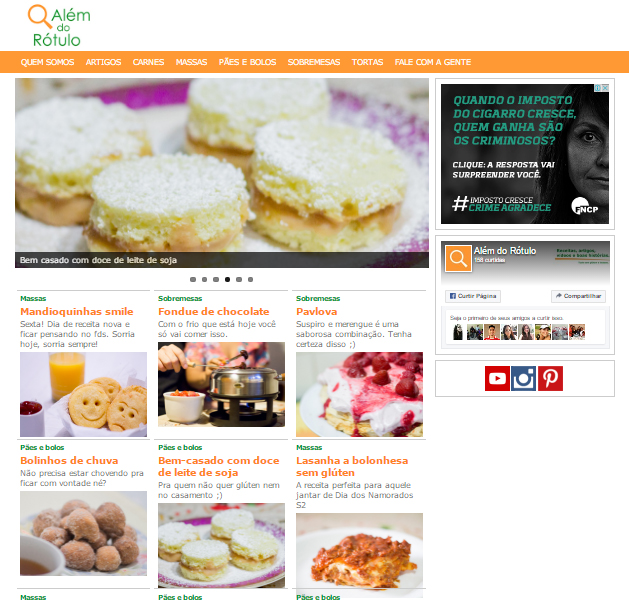 Além
do
Rótulo
QUEM SOMOS ARTIGOS CARNES MASSAS PÃES E BOLOS SOBREMESAS TORTAS FALE COM A GENTE
Bem casado com doce de leite de soja
QUANDO O IMPOSTO
DO CIGARRO CRESCE,
QUEM GANHA SÃO
OS CRIMINOSOS?
CLIQUE: A RESPOSTA VAI
SURPREENDER VOCÊ.
#IMPOSTO CRESCE
CRIME AGRADECE
FNCP
Além do Rótulo
158 curtidas
Receitas, artigos,
vídeos e boas histórias
Curtir Página
Compartilhar
Seja o primeiro de seus amigos a curtir isso.
Massas
Mandioquinhas smile
Sexta! Dia de receita nova e
ficar pensando no fds. Sorria
hoje, sorria sempre!
Sobremesas
Fondue de chocolate
Com o frio que está hoje você
só vai comer isso.
Sobremesas
Pavlova
Suspiro e merengue é uma
saborosa combinação. Tenha
certeza disso ;)
Pães e bolos
Bolinhos de chuva
Não precisa estar chovendo pra
ficar com vontade né?
Pães e bolos
Bem-casado com doce
de leite de soja
Pra quem não quer glúten nem
no casamento ;)
Massas
Lasanha a bolonhesa
sem glúten
A receita perfeita para aquele
jantar de Dia dos Namorados
S2
Massas
Sobremesas
Pães e bolos